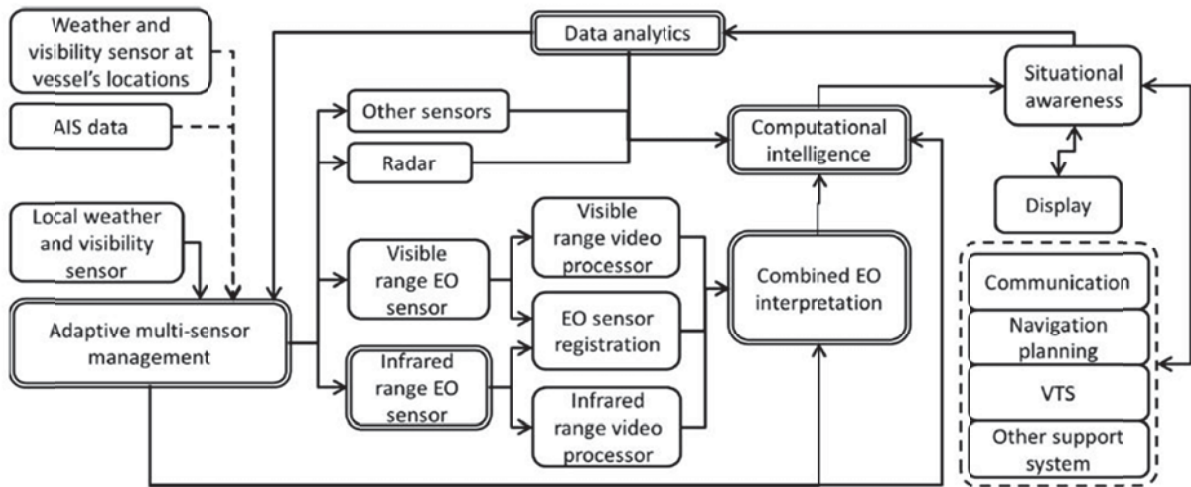 Weather and
visibility sensor at
vessel's locations
AIS data
Local weather
and visibility
sensor
Adaptive multi-sensor
management
Data analytics
Other sensors
Radar
Visible
range EO
sensor
Infrared
range EO
sensor
Visible
range video
processor
EO sensor
registration
Infrared
range video
processor
Computational
intelligence
Combined EO
interpretation
Situational
awareness
Display
Communication
Navigation
planning
VTS
Other support
system